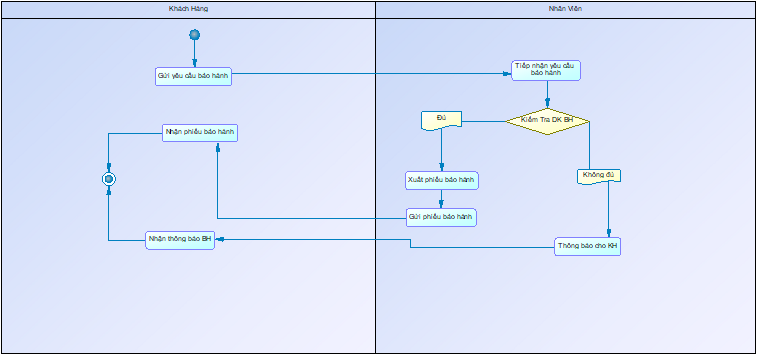 Khách Hàng
Nhân Viên
Gửi yêu cầu bảo hành
Tiếp nhận yêu cầu
bảo hành
Đủ
Kiểm Tra DK BH
Nhận phiếu bảo hành
Không đủ
Xuất phiếu bảo hành
Gửi phiếu bảo hành
Nhận thông báo BH
Thông báo cho KH